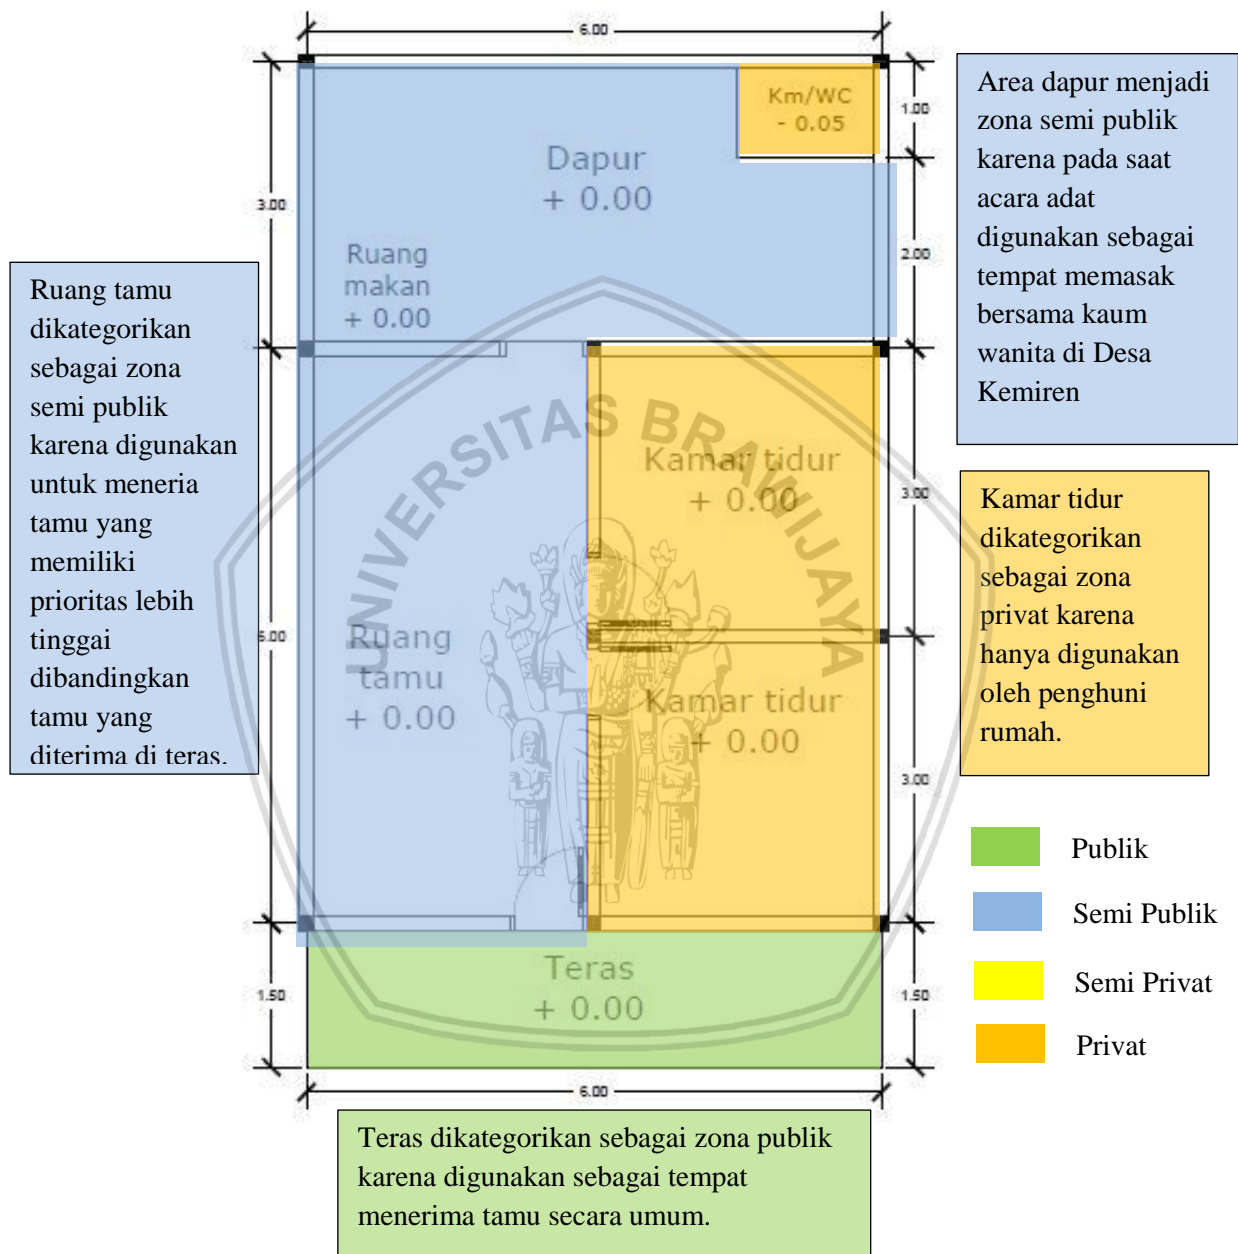 6.00
Km/WC
- 0.05
1.00
Dapur
+ 0.00
3.00
2.00
Ruang
makan
+ 0.00
Area dapur menjadi
zona semi publik
karena pada saat
acara adat
digunakan sebagai
tempat memasak
bersama kaum
wanita di Desa
Kemiren
Ruang tamu
dikategorikan
sebagai zona
semi publik
karena digunakan
untuk meneria
tamu yang
memiliki
prioritas lebih
tinggai
dibandingkan
tamu yang
diterima di teras.
UNIVERSITAS BRAWIJAYA
Kamar tidur
+ 0.00
3.00
Kamar tidur
dikategorikan
sebagai zona
privat karena
hanya digunakan
oleh penghuni
rumah.
6.00
Ruang
tamu
+ 0.00
Kamar tidur
+ 0.00
3.00
Publik
Semi Publik
Semi Privat
Privat
Teras
+ 0.00
1.50
1.50
6.00
Teras dikategorikan sebagai zona publik
karena digunakan sebagai tempat
menerima tamu secara umum.